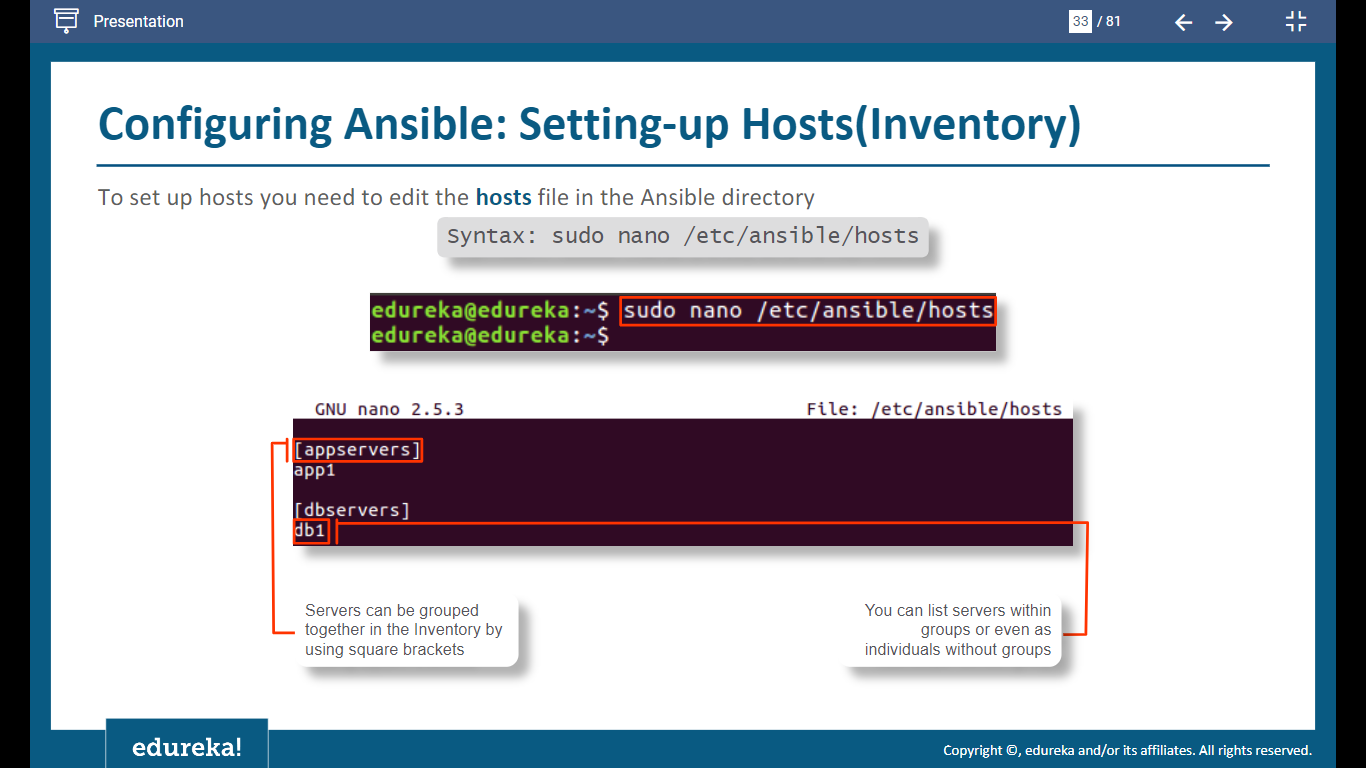 Presentation
33 / 81
Configuring Ansible: Setting-up Hosts(Inventory)
To set up hosts you need to edit the hosts file in the Ansible directory
Syntax: sudo nano /etc/ansible/hosts
edureka@edureka:~$ sudo nano /etc/ansible/hosts
edureka@edureka:~$
GNU nano 2.5.3 File: /etc/ansible/hosts
[appservers]
app1
[dbservers]
db1
Servers can be grouped
together in the Inventory by
using square brackets
You can list servers within
groups or even as
individuals without groups
edureka!
Copyright ©, edureka and/or its affiliates. All rights reserved.